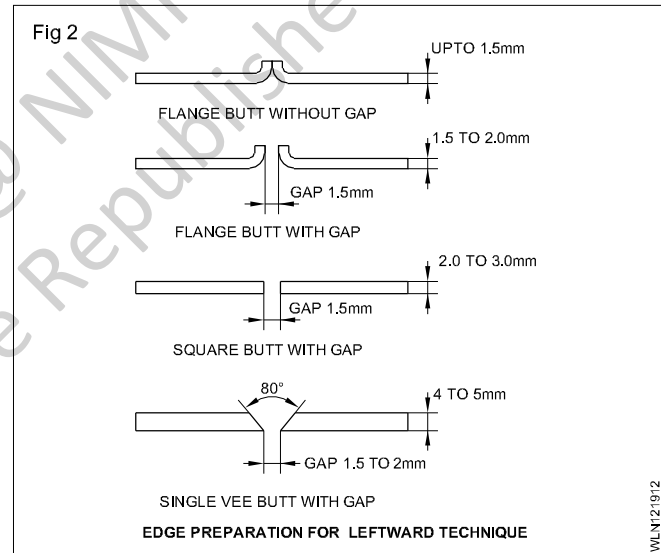 Fig 2
UPTO 1.5mm
FLANGE BUTT WITHOUT GAP
1.5 TO 2.0mm
GAP 1.5mm
FLANGE BUTT WITH GAP
2.0 TO 3.0mm
GAP 1.5mm
SQUARE BUTT WITH GAP
80°
4 TO 5mm
GAP 1.5 TO 2mm
SINGLE VEE BUTT WITH GAP
EDGE PREPARATION FOR LEFTWARD TECHNIQUE
WLN121912
@ NIM
e Republishe